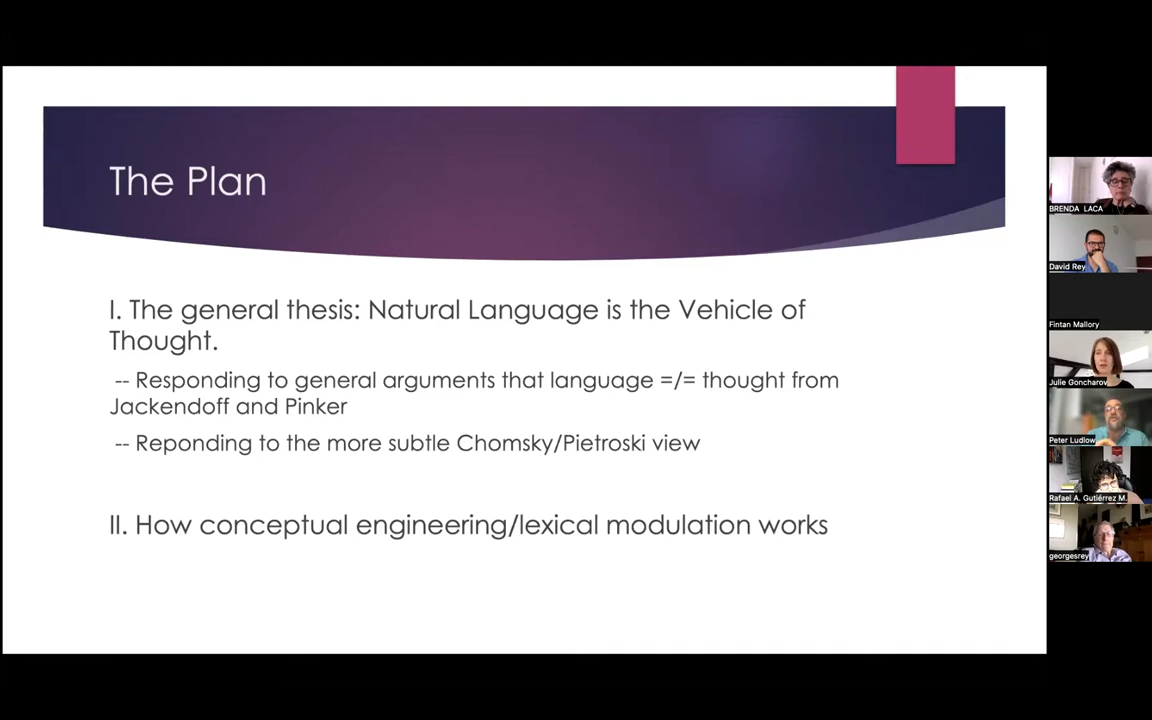 The Plan
I. The general thesis: Natural Language is the Vehicle of
Thought.
-- Responding to general arguments that language =/= thought from
Jackendoff and Pinker
-- Reponding to the more subtle Chomsky/Pietroski view
II. How conceptual engineering/lexical modulation works
BRENDA LACA
David Rey
Fintan Mallory
Julie Goncharov
Peter Ludlow
Rafael A. Gutiérrez M.
georgesrey